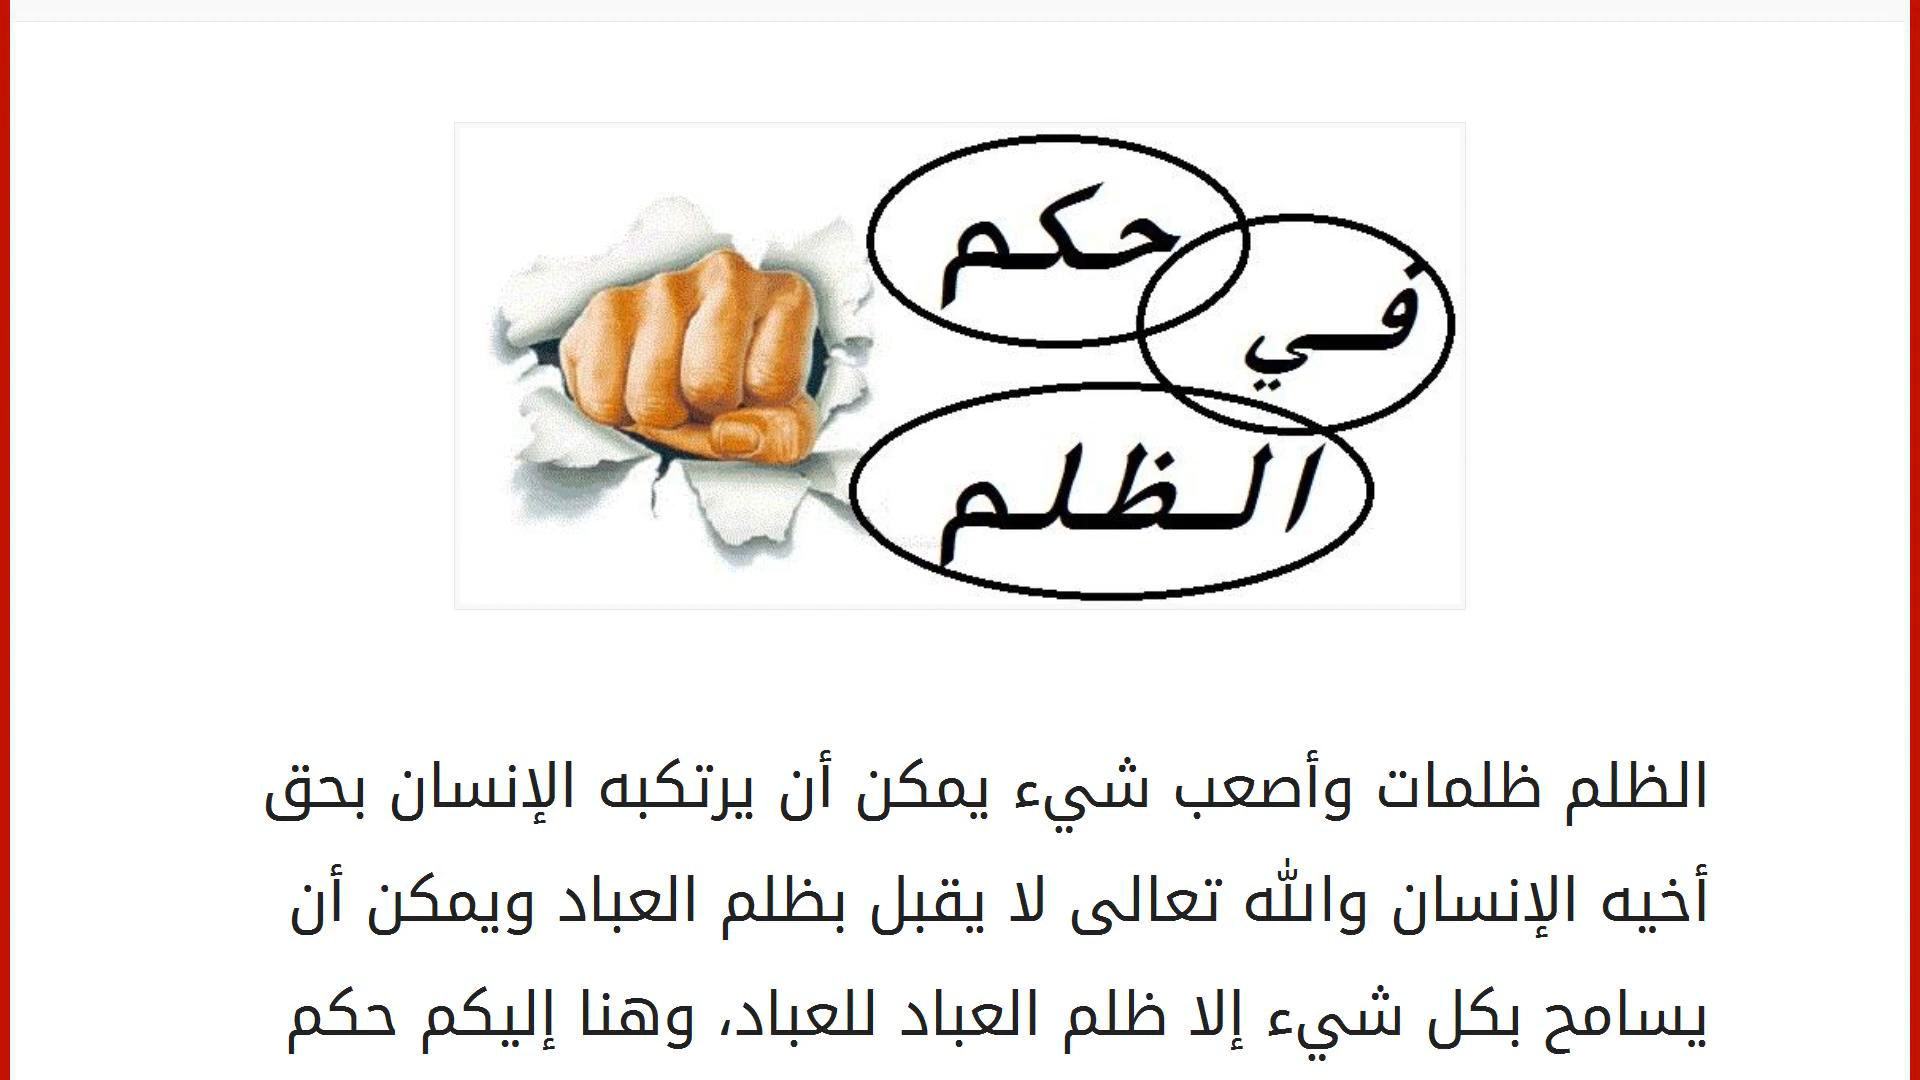 حكم
في
الظلم
الظلم ظلمات وأصعب شيء يمكن أن يرتكبه الإنسان بحق
أخيه الإنسان والله تعالى لا يقبل بظلم العباد ويمكن أن
يسامح بكل شيء إلا ظلم العباد للعباد، وهنا إليكم حكم